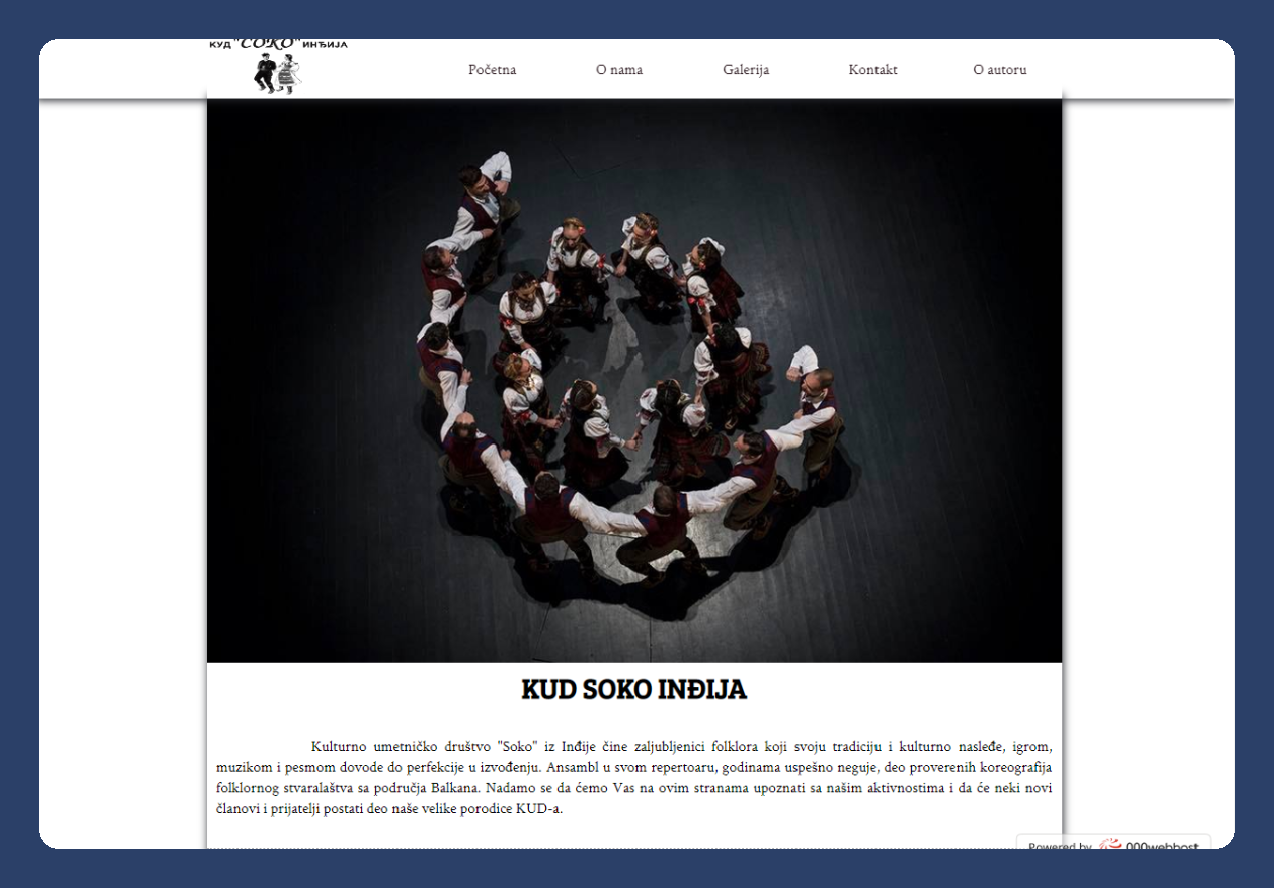 КУД "СОКО" ИНЂИЈА
Početna
O nama
Galerija
Kontakt
O autoru
KUD SOKO INĐIJA
Kulturno umetničko društvo "Soko" iz Inđije čine zaljubljenici folklora koji svoju tradiciju i kulturno nasleđe, igrom,
muzikom i pesmom dovode do perfekcije u izvođenju. Ansambl u svom repertoaru, godinama uspešno neguje, deo proverenih koreografija
folklornog stvaralaštva sa područja Balkana. Nadamo se da ćemo Vas na ovim stranama upoznati sa našim aktivnostima i da će neki novi
članovi i prijatelji postati deo naše velike porodice KUD-a.
Powered by 000webhost